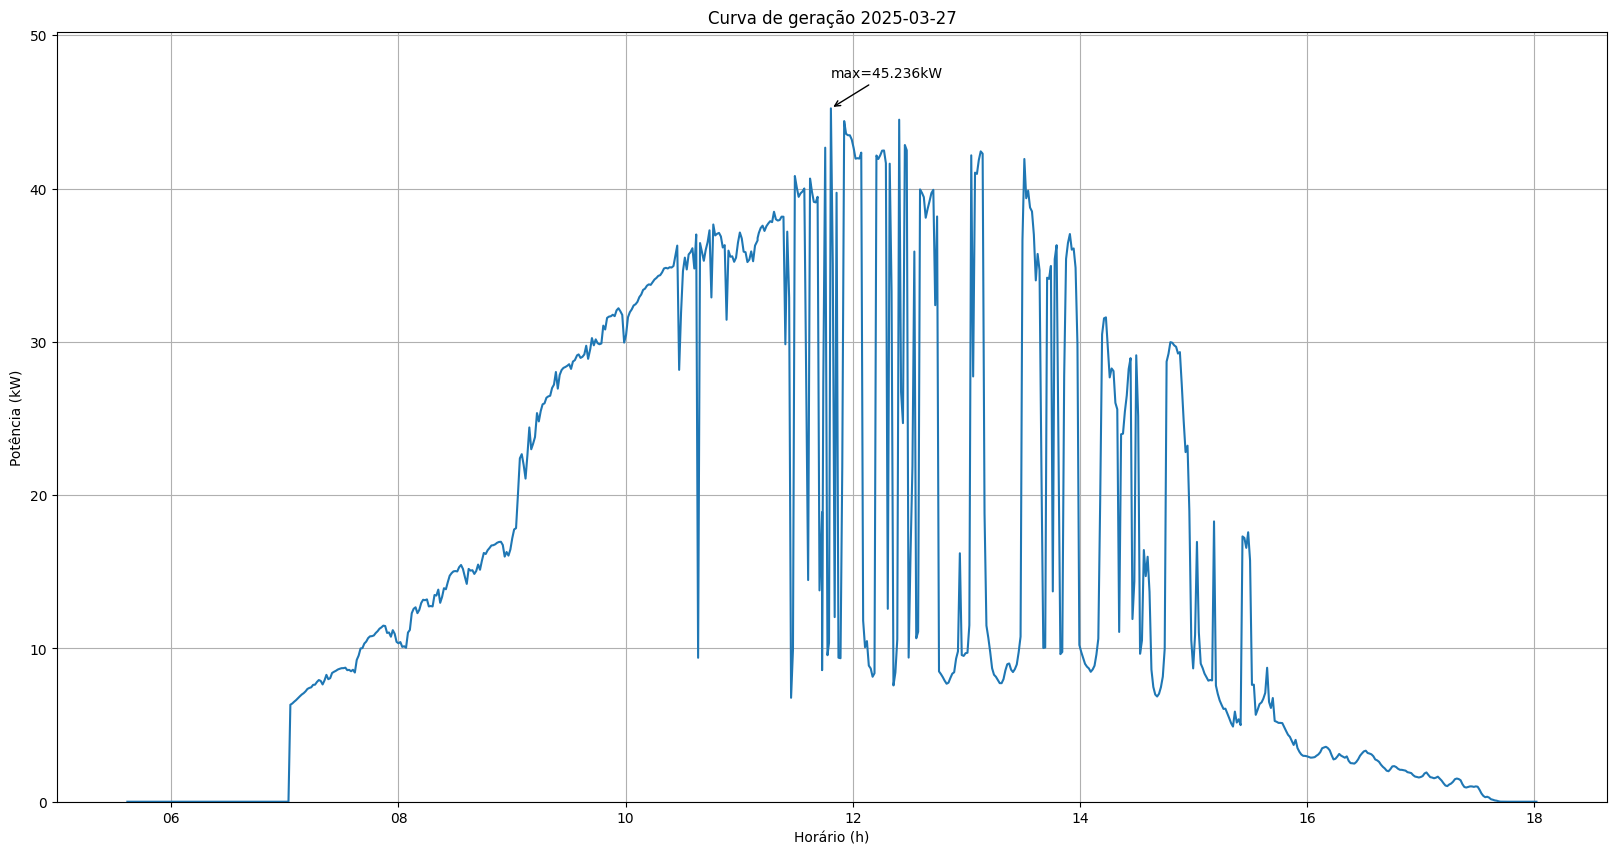 Curva de geração 2025-03-27
50
max=45.236kW
40
30
Potência (kW)
20
10
0
06 08 10 12 14 16 18
Horário (h)